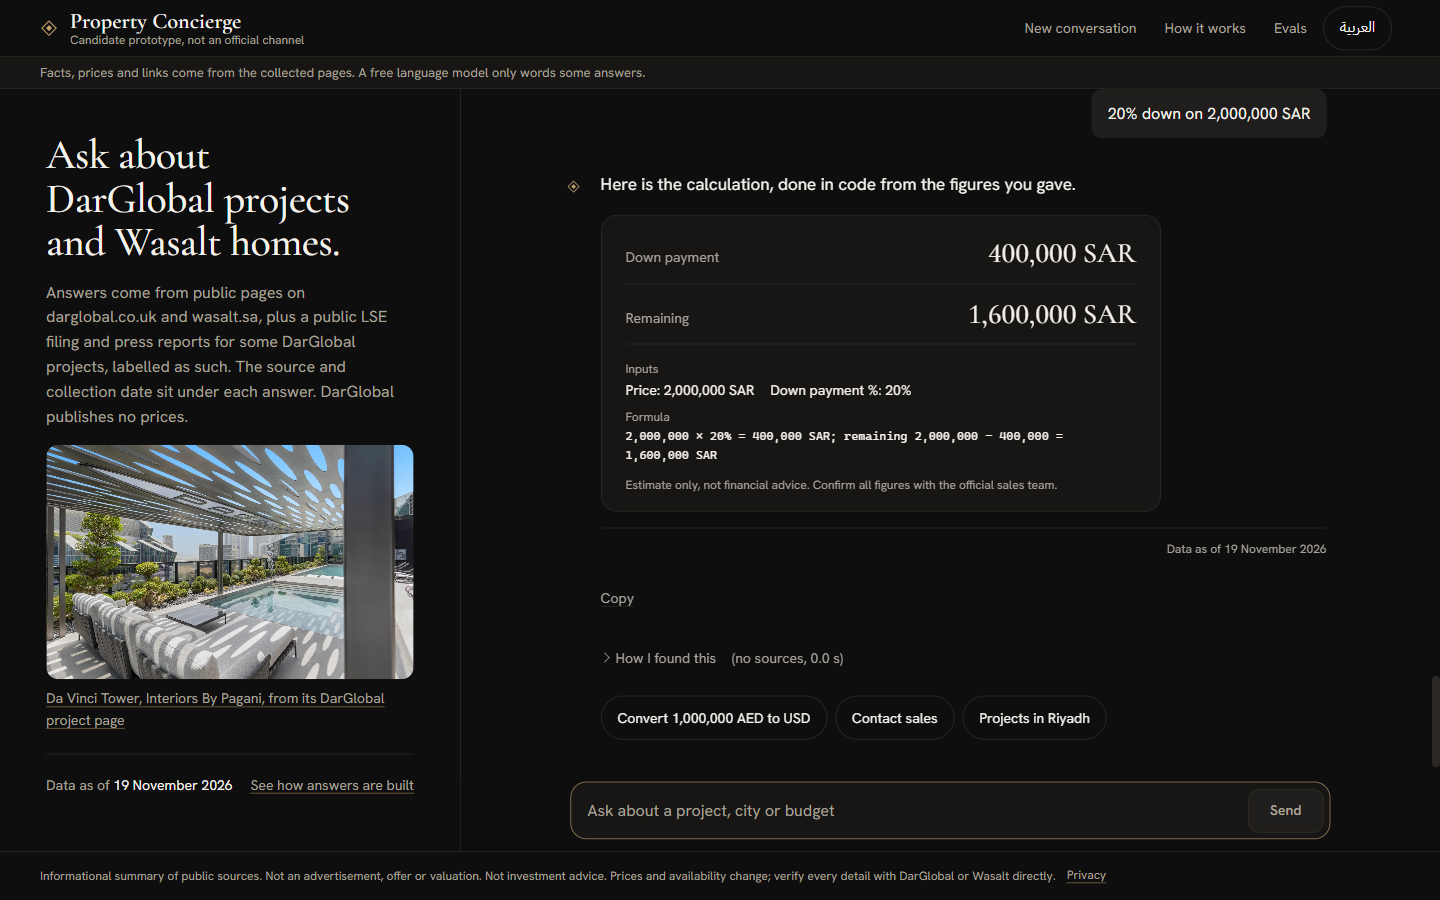 Property Concierge
Candidate prototype, not an official channel
New conversation
How it works
Evals
العربية
Facts, prices and links come from the collected pages. A free language model only words some answers.
Ask about
DarGlobal projects
and Wasalt homes.
Answers come from public pages on
darglobal.co.uk and wasalt.sa, plus a public LSE
filing and press reports for some DarGlobal
projects, labelled as such. The source and
collection date sit under each answer. DarGlobal
publishes no prices.
Da Vinci Tower, Interiors By Pagani, from its DarGlobal
project page
Data as of 19 November 2026
See how answers are built
20% down on 2,000,000 SAR
Here is the calculation, done in code from the figures you gave.
Down payment
400,000 SAR
Remaining
1,600,000 SAR
Inputs
Price: 2,000,000 SAR Down payment %: 20%
Formula
2,000,000 × 20% = 400,000 SAR; remaining 2,000,000 − 400,000 =
1,600,000 SAR
Estimate only, not financial advice. Confirm all figures with the official sales team.
Data as of 19 November 2026
Copy
How I found this (no sources, 0.0 s)
Convert 1,000,000 AED to USD
Contact sales
Projects in Riyadh
Ask about a project, city or budget
Send
Informational summary of public sources. Not an advertisement, offer or valuation. Not investment advice. Prices and availability change; verify every detail with DarGlobal or Wasalt directly.
Privacy